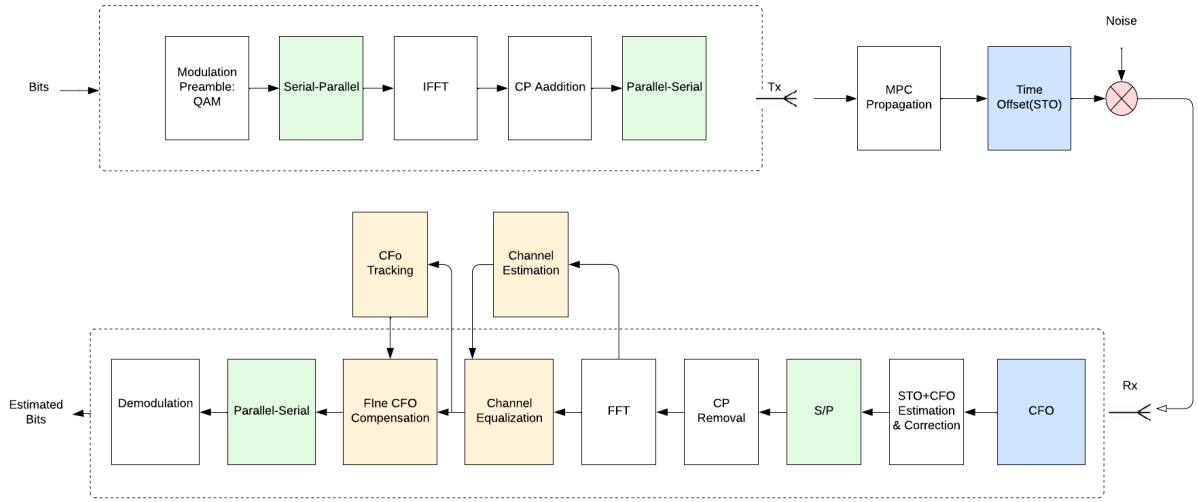 Noise
Bits
Modulation
Preamble:
QAM
Serial-Parallel
IFFT
CP Aaddition
Parallel-Serial
Tx
MPC
Propagation
Time
Offset(STO)
CFo
Tracking
Channel
Estimation
Estimated
Bits
Demodulation
Parallel-Serial
FIne CFO
Compensation
Channel
Equalization
FFT
CP
Removal
S/P
STO+CFO
Estimation
& Correction
CFO
Rx